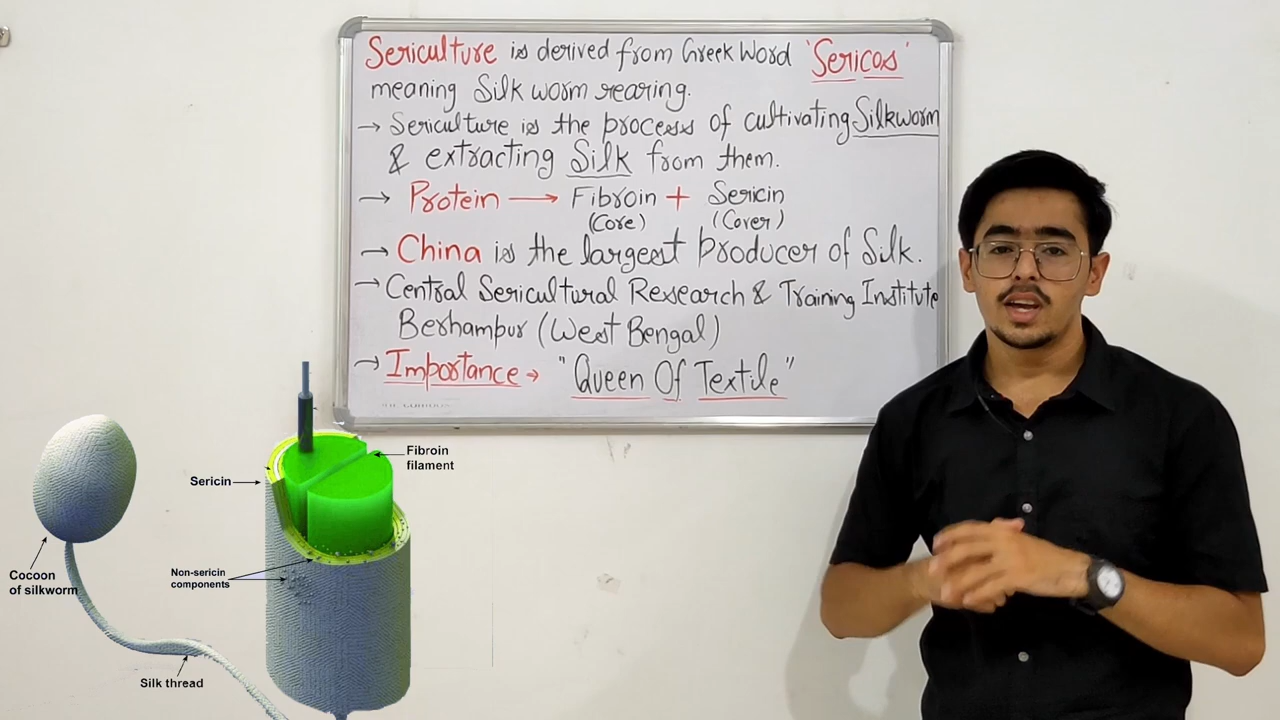 Sericulture is derived from Greek Word 'Sericos'
meaning Silk worm rearing.
→ Sericulture is the process of cultivating Silkworm
& extracting Silk from them.
→ Protein → Fibroin + Sericin
(Core) (Cover)
→ China is the largest producer of Silk.
→ Central Sericultural Research & Training Institute
Berhampur (West Bengal)
→ Importance → "Queen Of Textile"
Fibroin
filament
Sericin
Non-sericin
components
Cocoon
of silkworm
Silk thread